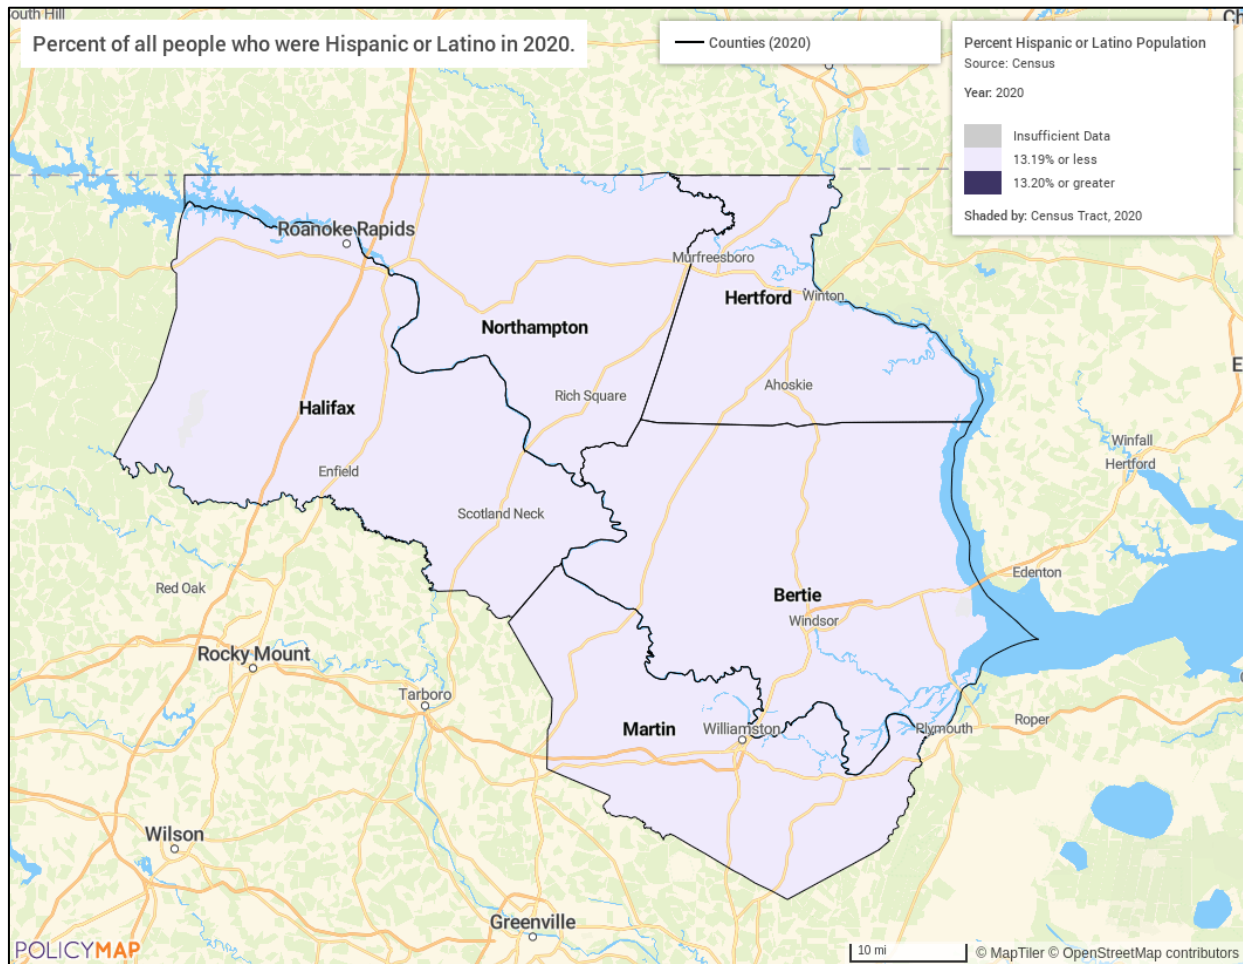 outh Hill
Percent of all people who were Hispanic or Latino in 2020.
Counties (2020)
Percent Hispanic or Latino Population
Source: Census
Year: 2020
Insufficient Data
13.19% or less
13.20% or greater
Shaded by: Census Tract, 2020
Ch
Roanoke Rapids
Murfreesboro
Hertford
Winton
Northampton
E
Ahoskie
Rich Square
Halifax
Winfall
Hertford
Enfield
Scotland Neck
Edenton
Red Oak
Bertie
Windsor
Rocky Mount
Tarboro
Martin
Williamston
Plymouth
Roper
Wilson
Greenville
POLICYMAP
10 mi
© MapTiler © OpenStreetMap contributors